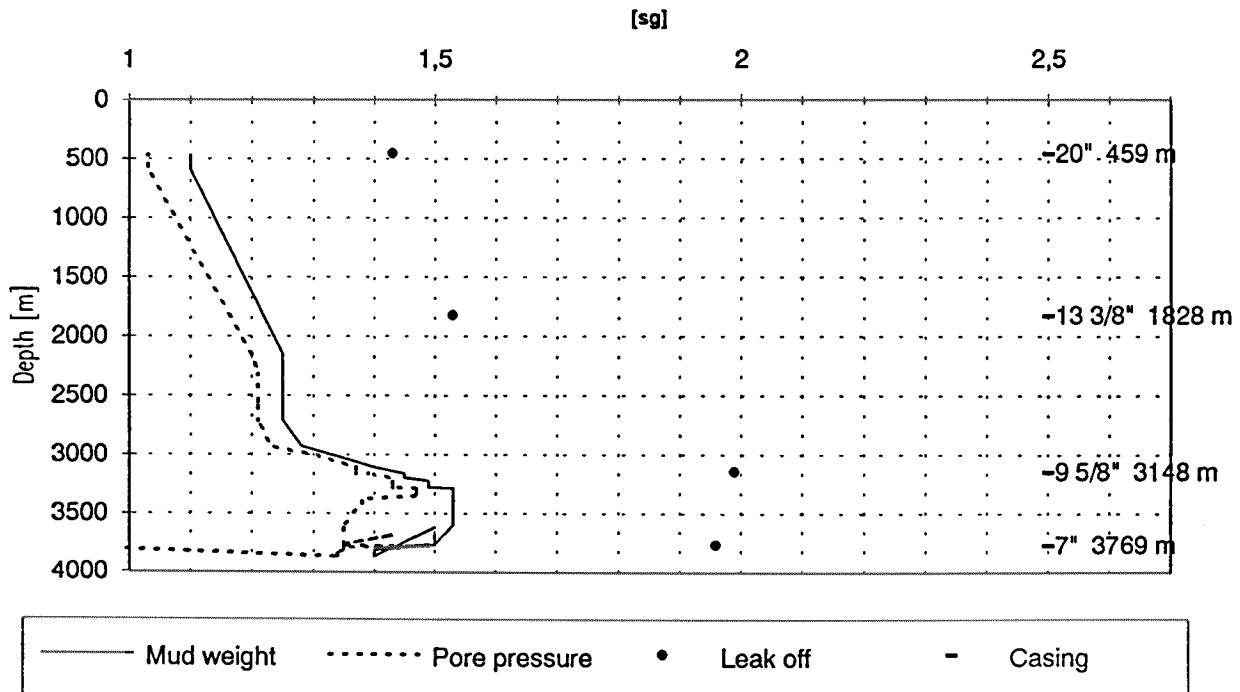 [sg]
1 1,5 2 2,5
0
500 20" 459 m
1000
1500
Depth [m]
13 3/8" 1828 m
2000
2500
3000
9 5/8" 3148 m
3500
7" 3769 m
4000
Mud weight Pore pressure Leak off Casing